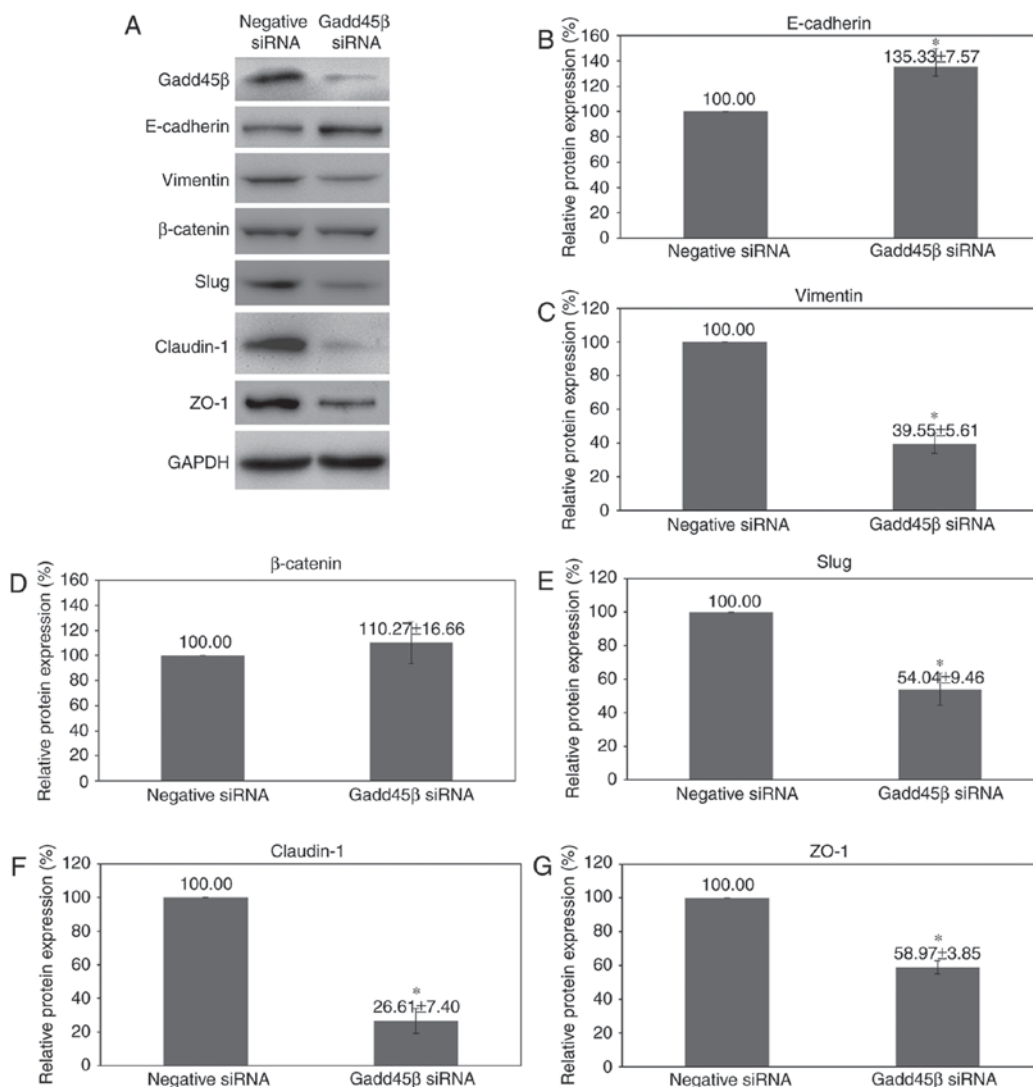 A
Negative siRNA
Gadd45β siRNA
Gadd45β
E-cadherin
Vimentin
β-catenin
Slug
Claudin-1
ZO-1
GAPDH
B
E-cadherin
Relative protein expression (%)
160
140
120
100
80
60
40
20
0
100.00
*
135.33±7.57
Negative siRNA
Gadd45β siRNA
C
Vimentin
Relative protein expression (%)
120
100
80
60
40
20
0
100.00
*
39.55±5.61
Negative siRNA
Gadd45β siRNA
D
β-catenin
Relative protein expression (%)
160
140
120
100
80
60
40
20
0
100.00
110.27±16.66
Negative siRNA
Gadd45β siRNA
E
Slug
Relative protein expression (%)
120
100
80
60
40
20
0
100.00
*
54.04±9.46
Negative siRNA
Gadd45β siRNA
F
Claudin-1
Relative protein expression (%)
120
100
80
60
40
20
0
100.00
*
26.61±7.40
Negative siRNA
Gadd45β siRNA
G
ZO-1
Relative protein expression (%)
120
100
80
60
40
20
0
100.00
*
58.97±3.85
Negative siRNA
Gadd45β siRNA